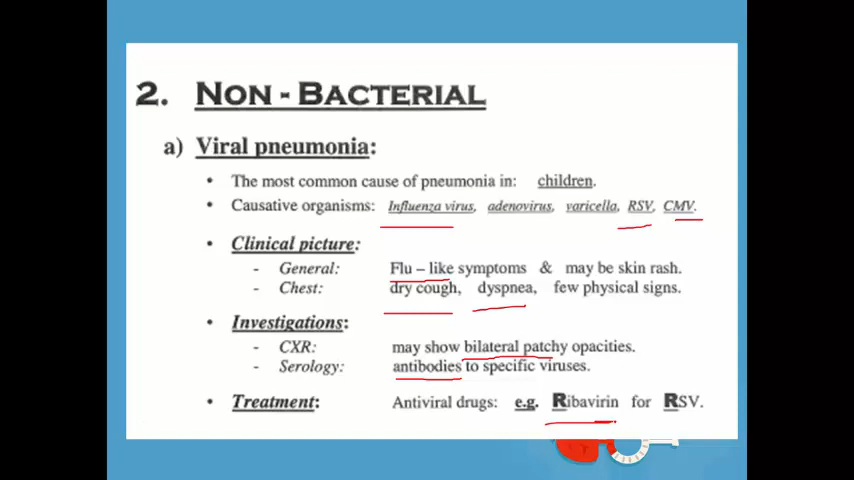 2. NON - BACTERIAL
a) Viral pneumonia:
• The most common cause of pneumonia in: children.
• Causative organisms: Influenza virus, adenovirus, varicella, RSV, CMV.
• Clinical picture:
- General: Flu – like symptoms & may be skin rash.
- Chest: dry cough, dyspnea, few physical signs.
• Investigations:
- CXR: may show bilateral patchy opacities.
- Serology: antibodies to specific viruses.
• Treatment: Antiviral drugs: e.g. Ribavirin for RSV.